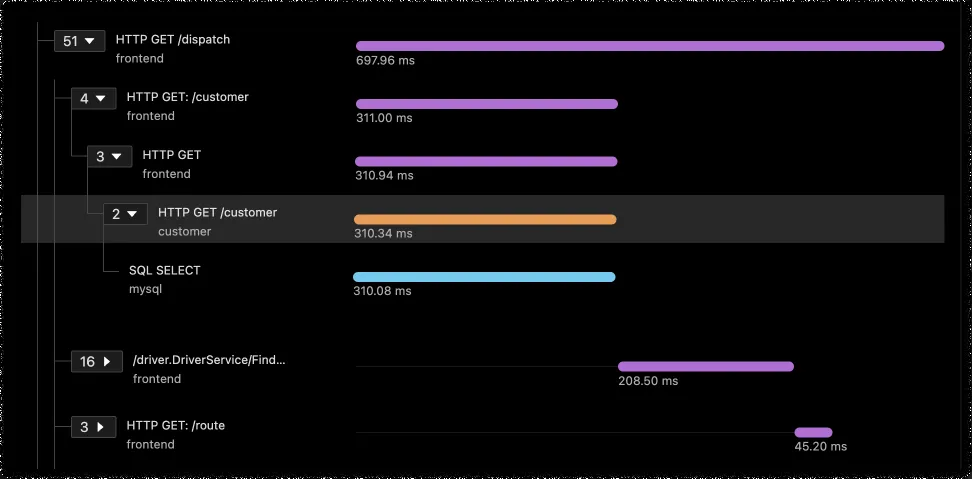 51 HTTP GET /dispatch
frontend
697.96 ms
4 HTTP GET: /customer
frontend
311.00 ms
3 HTTP GET
frontend
310.94 ms
2 HTTP GET /customer
customer
310.34 ms
SQL SELECT
mysql
310.08 ms
16 /driver.DriverService/Find...
frontend
208.50 ms
3 HTTP GET: /route
frontend
45.20 ms